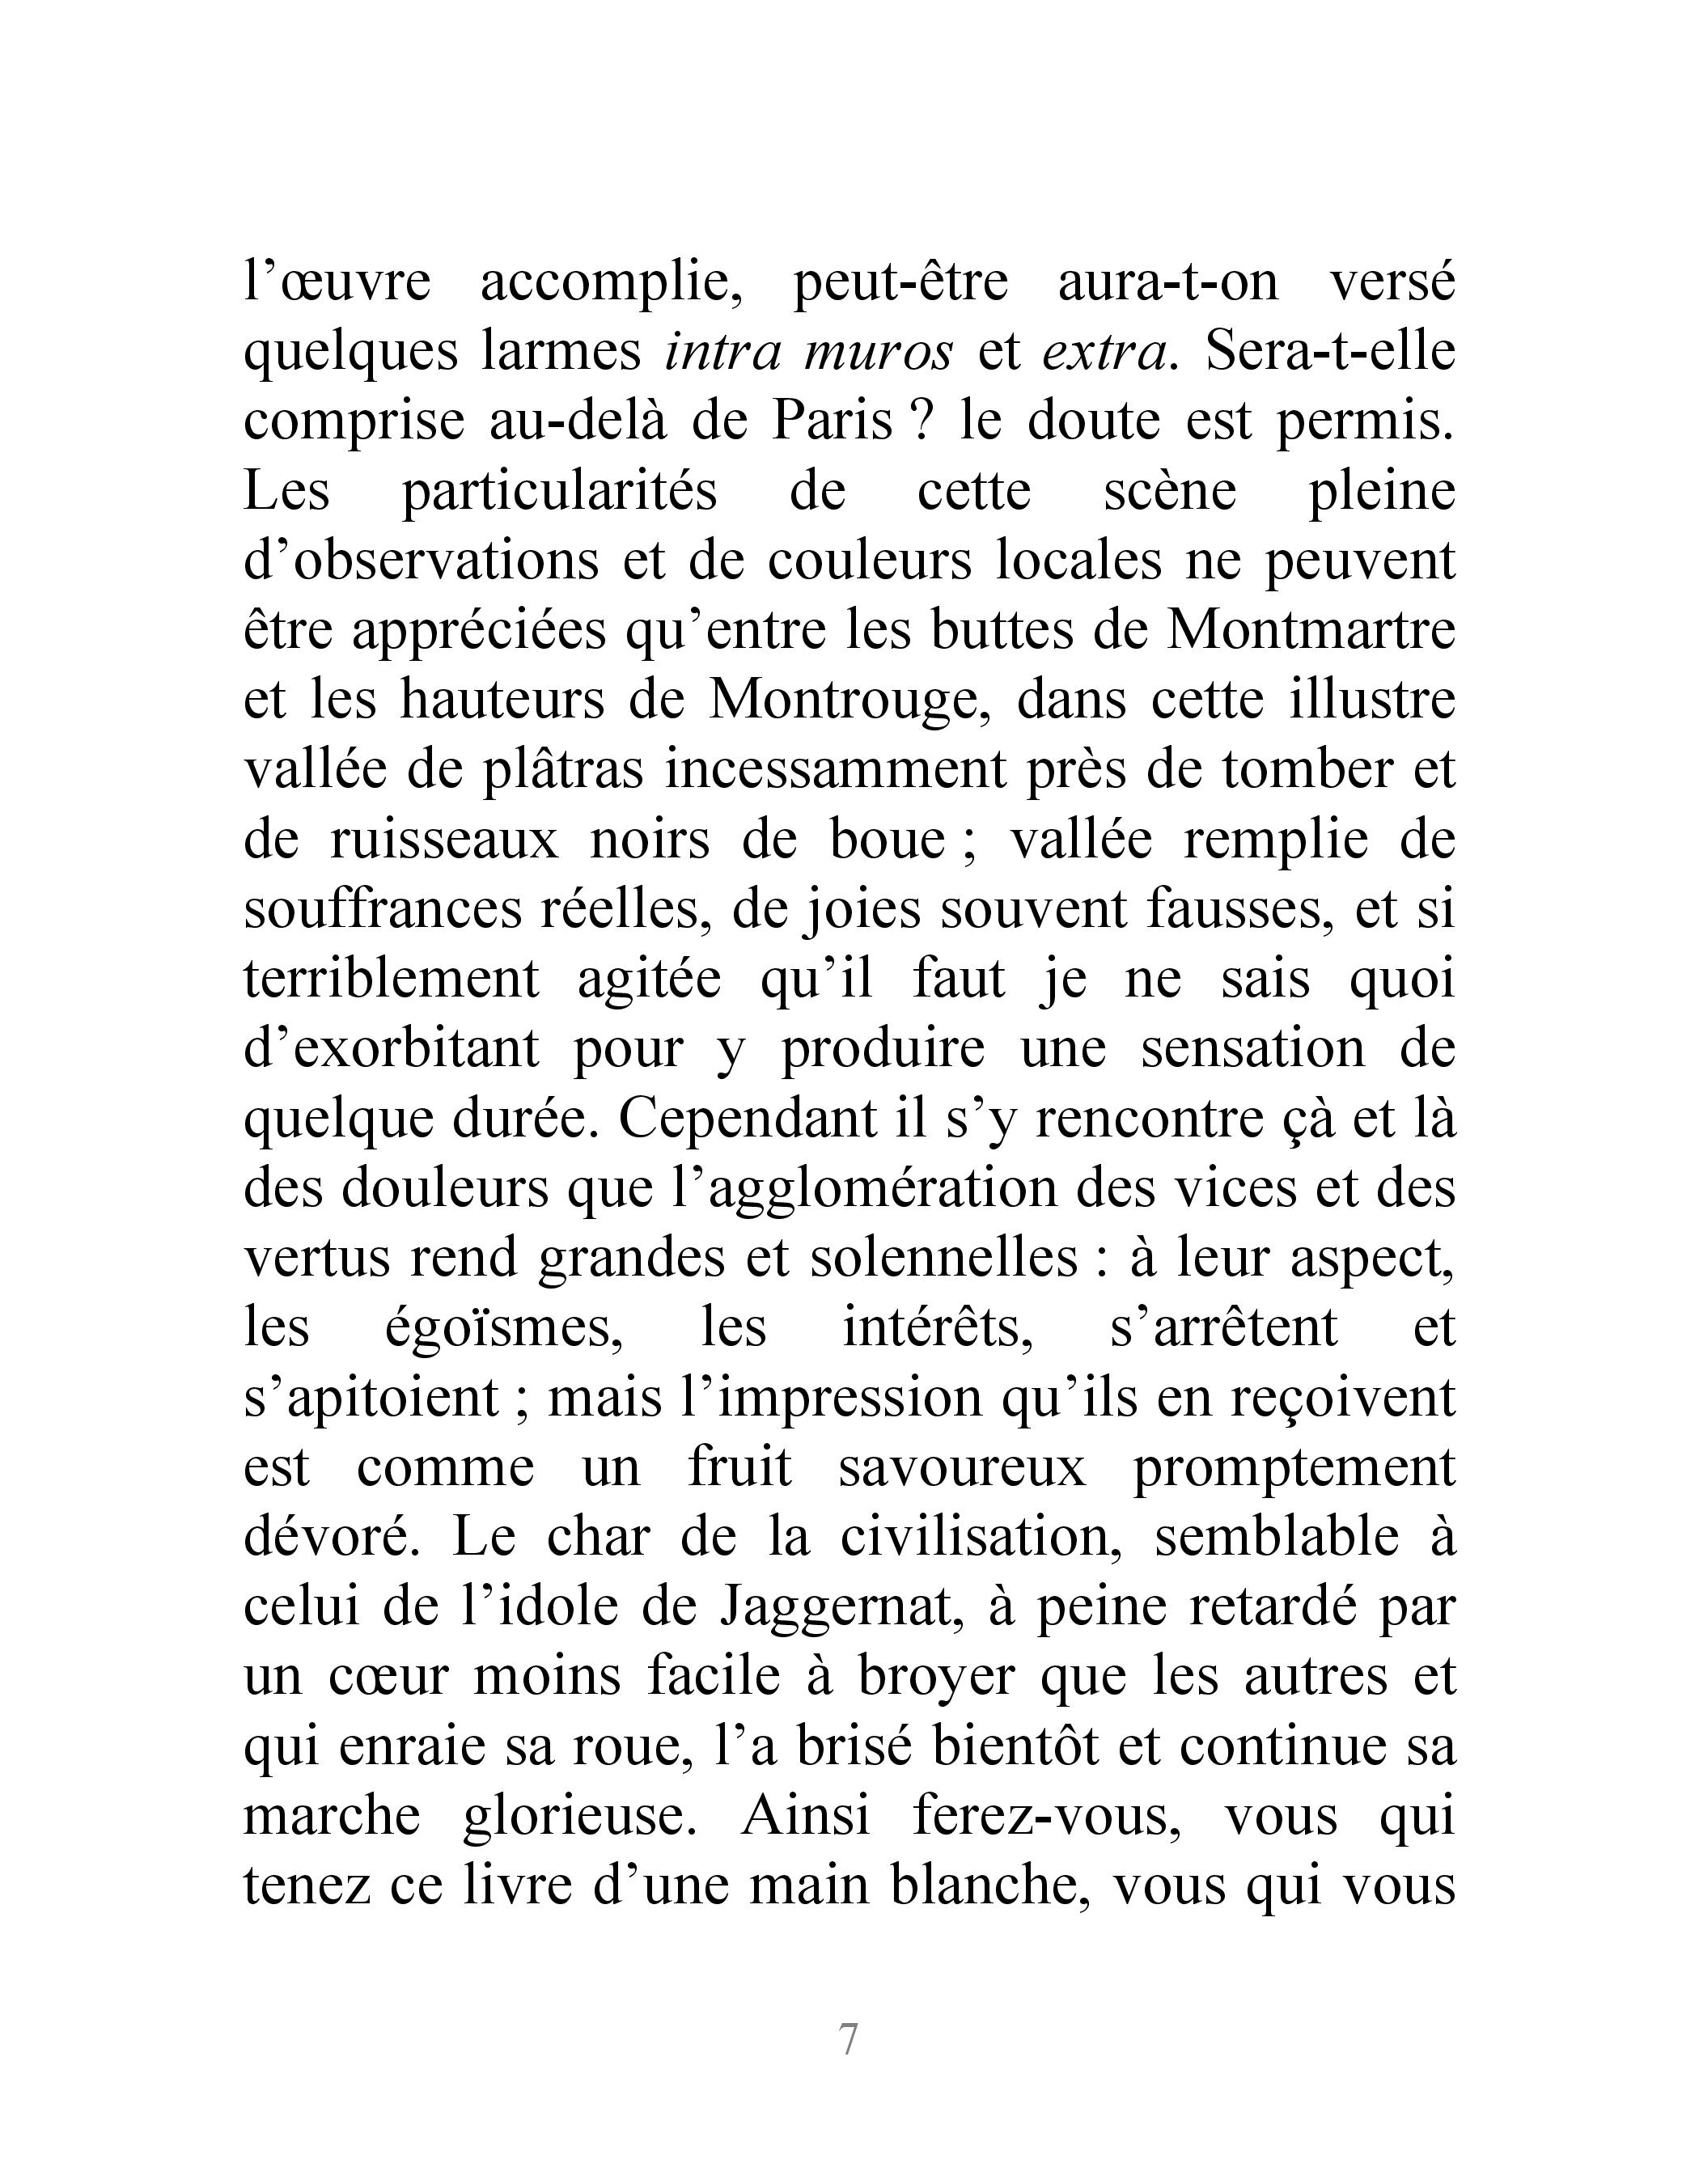 l’œuvre accomplie, peut-être aura-t-on versé
quelques larmes intra muros et extra. Sera-t-elle
comprise au-delà de Paris ? le doute est permis.
Les particularités de cette scène pleine
d’observations et de couleurs locales ne peuvent
être appréciées qu’entre les buttes de Montmartre
et les hauteurs de Montrouge, dans cette illustre
vallée de plâtras incessamment près de tomber et
de ruisseaux noirs de boue ; vallée remplie de
souffrances réelles, de joies souvent fausses, et si
terriblement agitée qu’il faut je ne sais quoi
d’exorbitant pour y produire une sensation de
quelque durée. Cependant il s’y rencontre çà et là
des douleurs que l’agglomération des vices et des
vertus rend grandes et solennelles : à leur aspect,
les égoïsmes, les intérêts, s’arrêtent et
s’apitoient ; mais l’impression qu’ils en reçoivent
est comme un fruit savoureux promptement
dévoré. Le char de la civilisation, semblable à
celui de l’idole de Jaggernat, à peine retardé par
un cœur moins facile à broyer que les autres et
qui enraie sa roue, l’a brisé bientôt et continue sa
marche glorieuse. Ainsi ferez-vous, vous qui
tenez ce livre d’une main blanche, vous qui vous
7